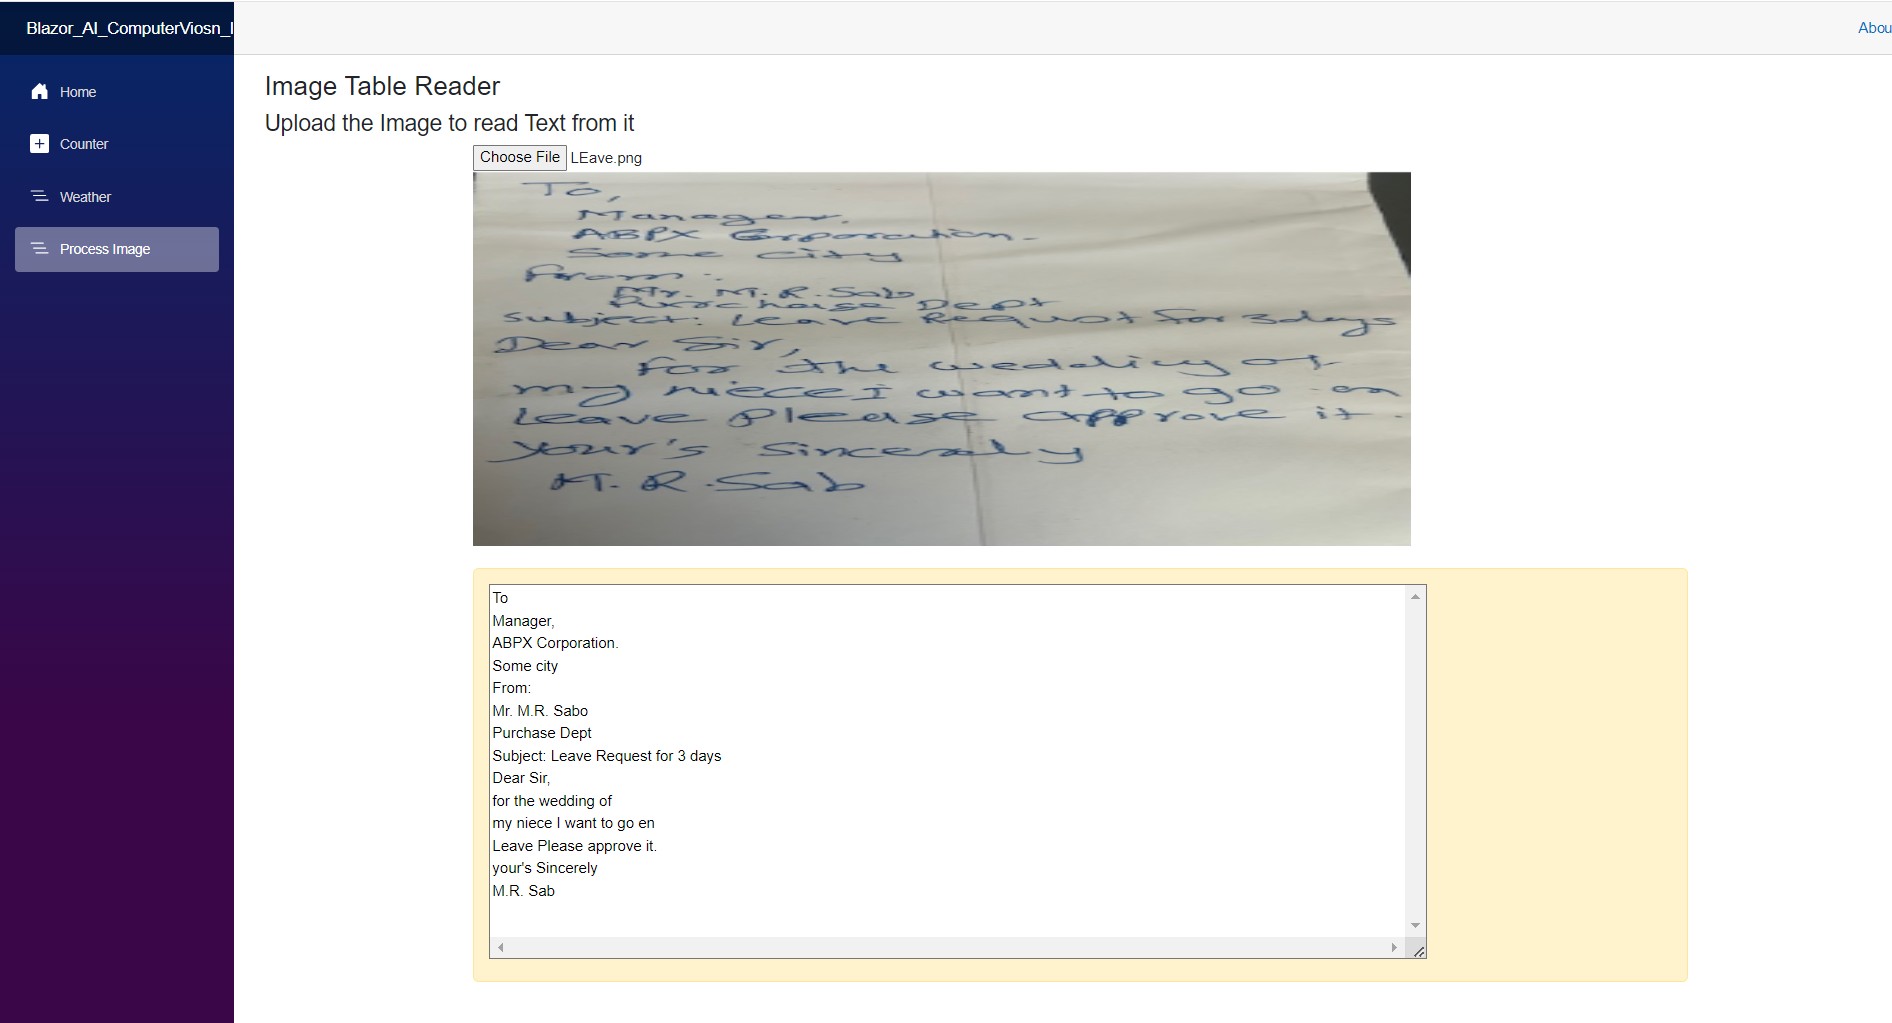 Blazor_AI_ComputerViosn_I
Abou
Home
Counter
Weather
Process Image
Image Table Reader
Upload the Image to read Text from it
Choose File LEave.png
To,
Manager,
ABPX Corporation.
Some city
From:
Mr. M.R. Sab
Purchase Dept
Subject: Leave Request for 3 days
Dear Sir,
for the wedding of
my niece I want to go on
Leave Please approve it.
your's Sincerely
M.R. Sab
To
Manager,
ABPX Corporation.
Some city
From:
Mr. M.R. Sabo
Purchase Dept
Subject: Leave Request for 3 days
Dear Sir,
for the wedding of
my niece I want to go en
Leave Please approve it.
your's Sincerely
M.R. Sab